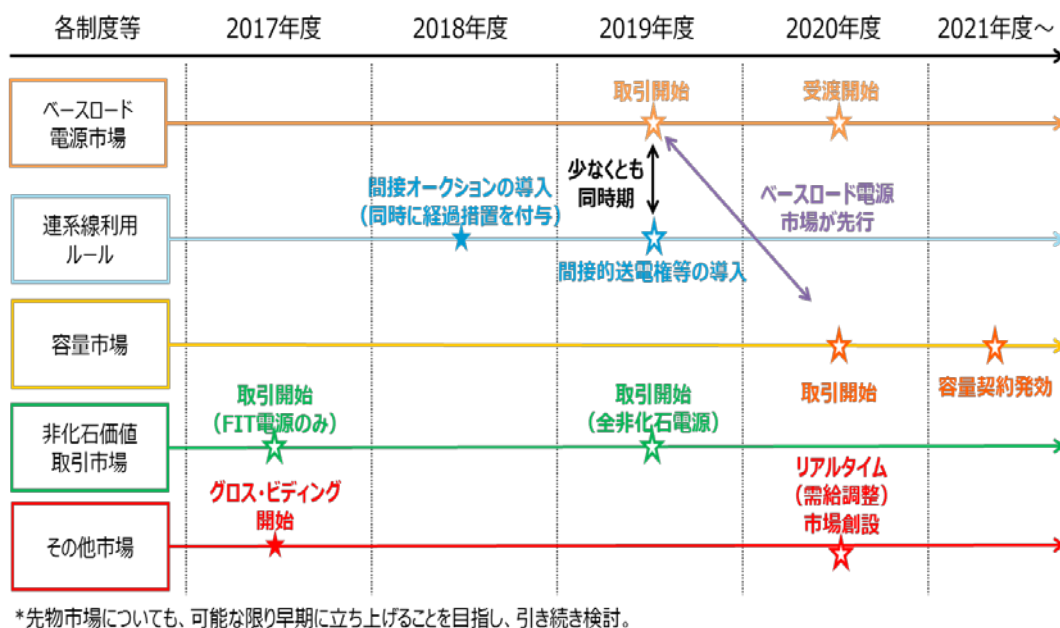 各制度等
2017年度
2018年度
2019年度
2020年度
2021年度～
ベースロード
電源市場
取引開始
受渡開始
少なくとも
同時期
ベースロード電源
市場が先行
連系線利用
ルール
間接オークションの導入
（同時に経過措置を付与）
間接的送電権等の導入
容量市場
取引開始
容量契約発効
非化石価値
取引市場
取引開始
（FIT電源のみ）
取引開始
（全非化石電源）
その他市場
グロス・ビディング
開始
リアルタイム
（需給調整）
市場創設
*先物市場についても、可能な限り早期に立ち上げることを目指し、引き続き検討。